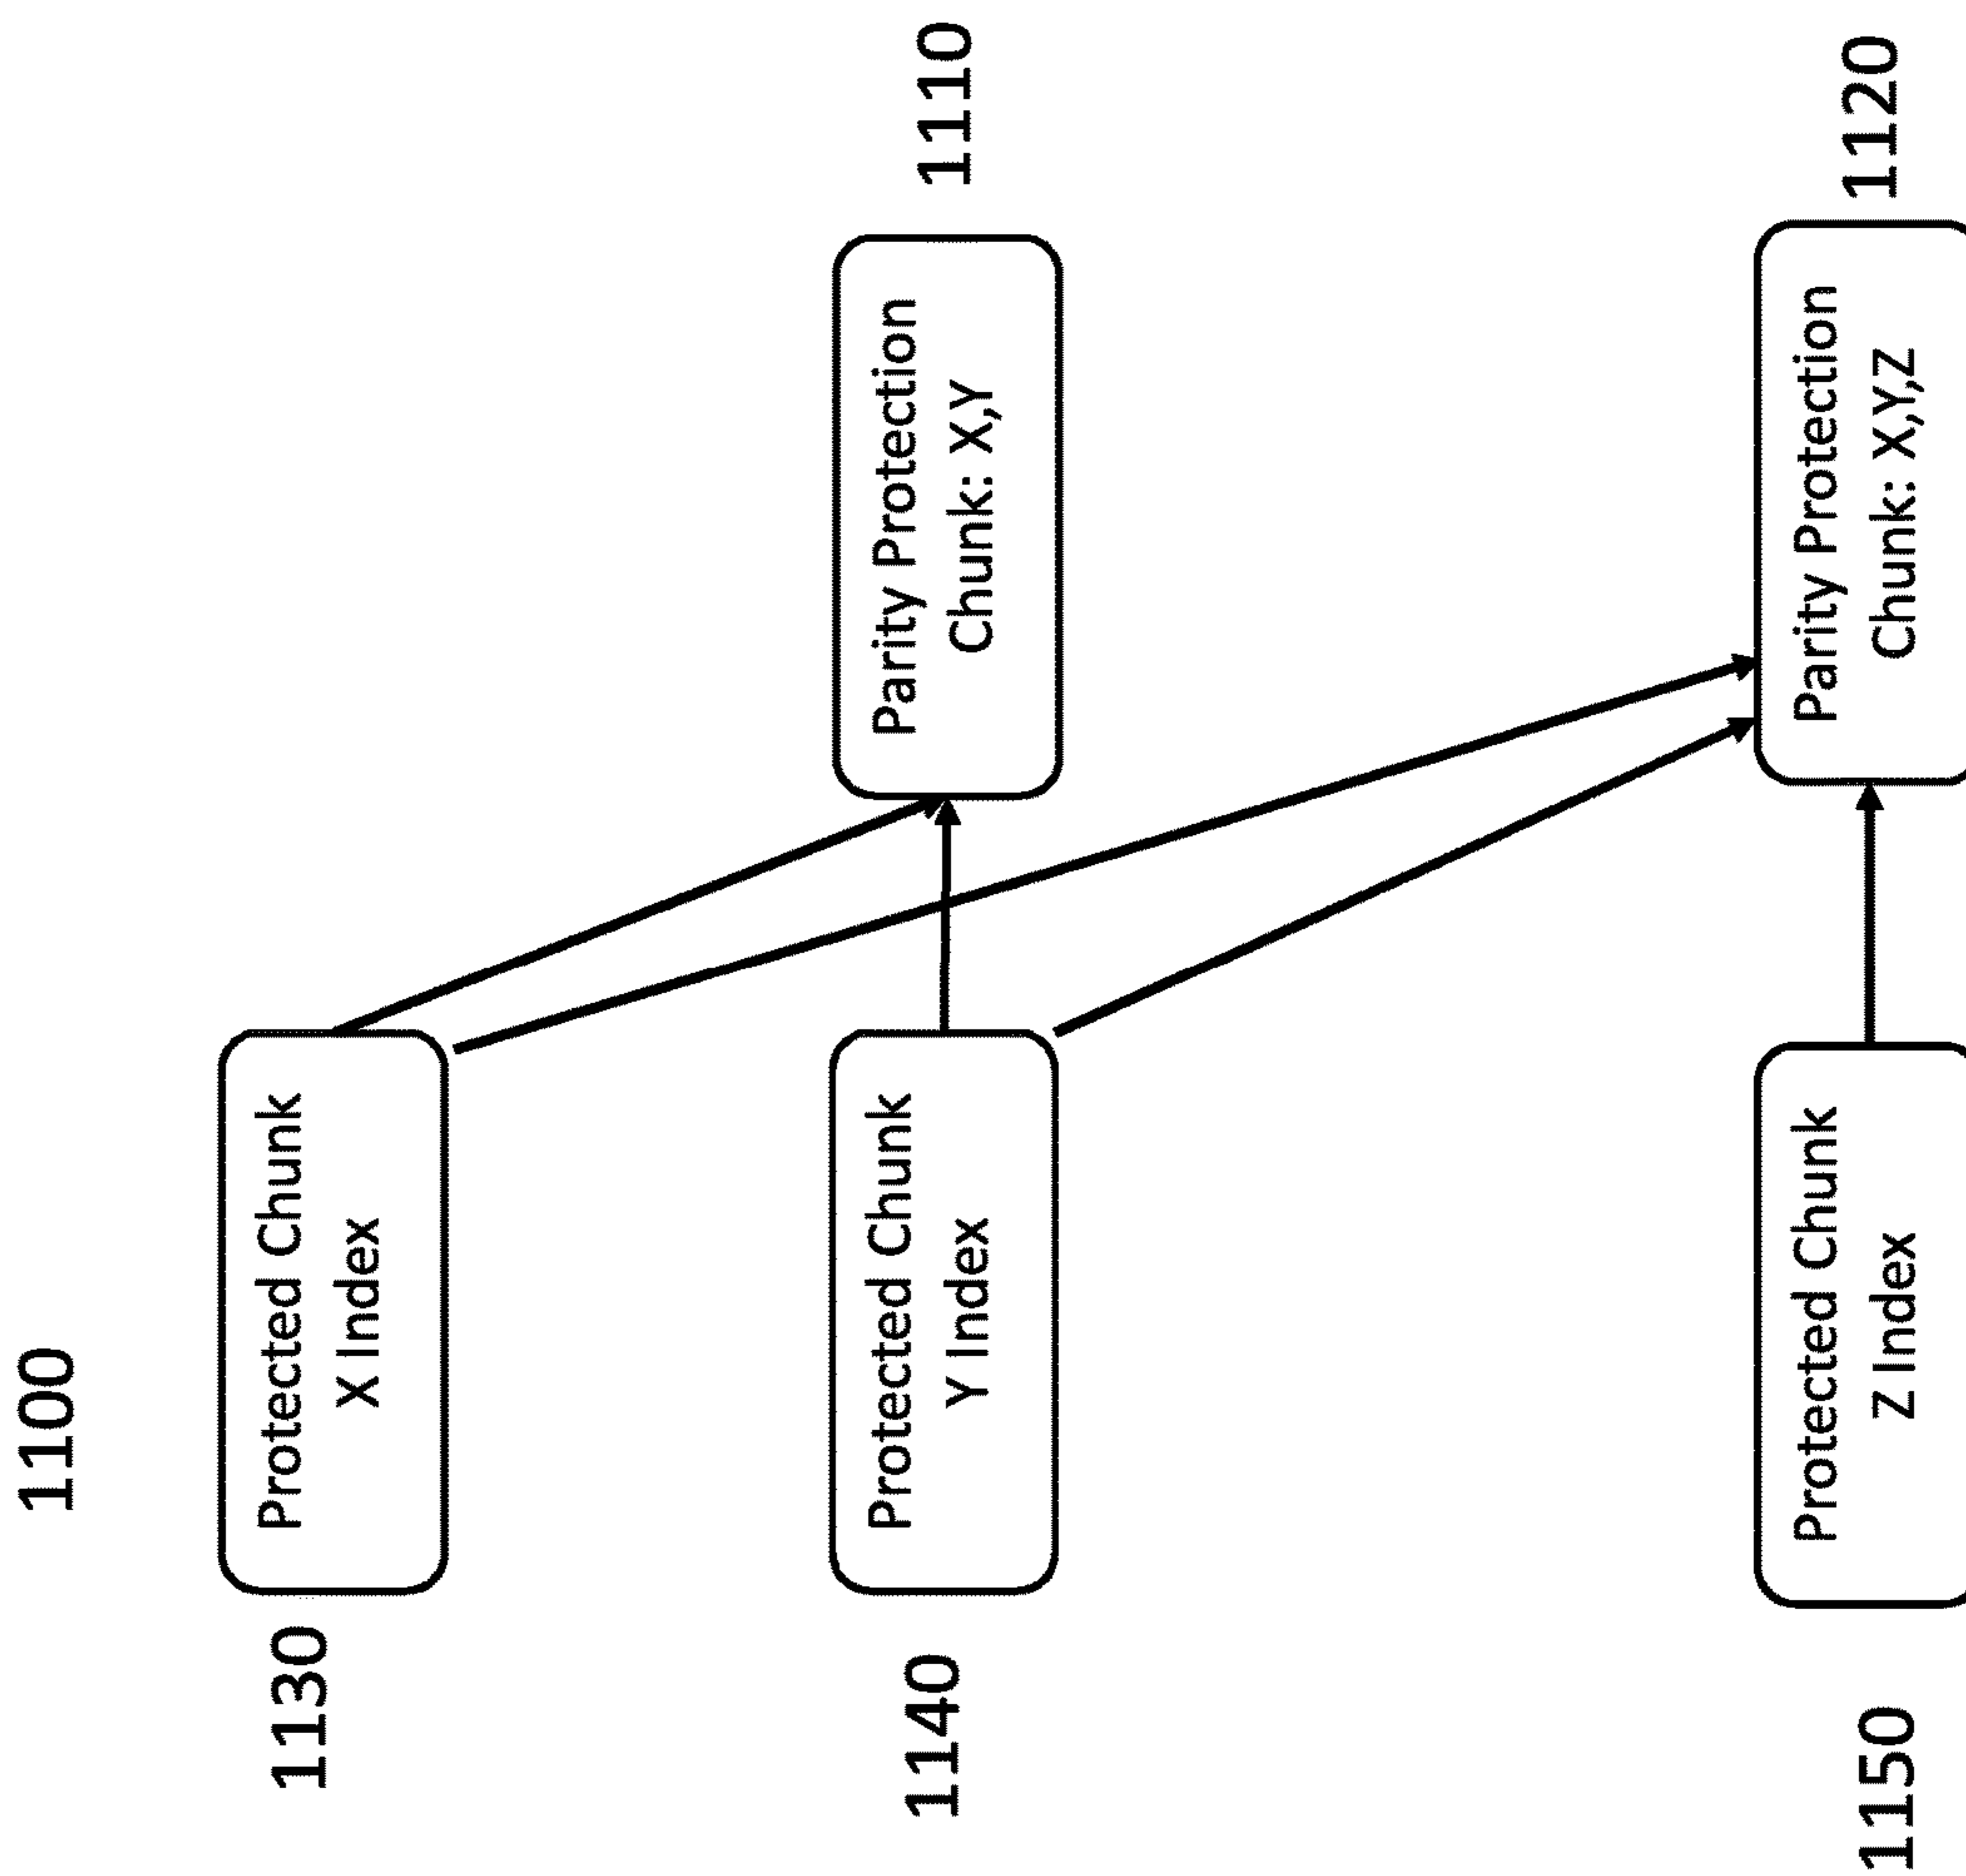 1100
1130
Protected Chunk
X Index
1140
Protected Chunk
Y Index
Parity Protection
Chunk: X,Y
1110
1150
Protected Chunk
Z Index
Parity Protection
Chunk: X,Y,Z
1120